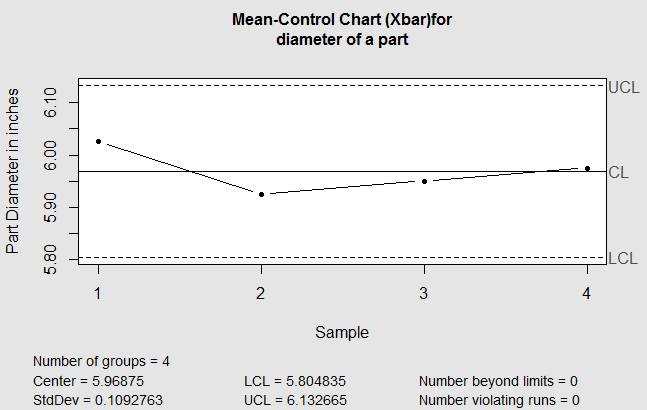 Mean-Control Chart (Xbar)for
diameter of a part
Part Diameter in inches
6.10
6.00
5.90
5.80
UCL
CL
LCL
1 2 3 4
Sample
Number of groups = 4
Center = 5.96875 LCL = 5.804835 Number beyond limits = 0
StdDev = 0.1092763 UCL = 6.132665 Number violating runs = 0